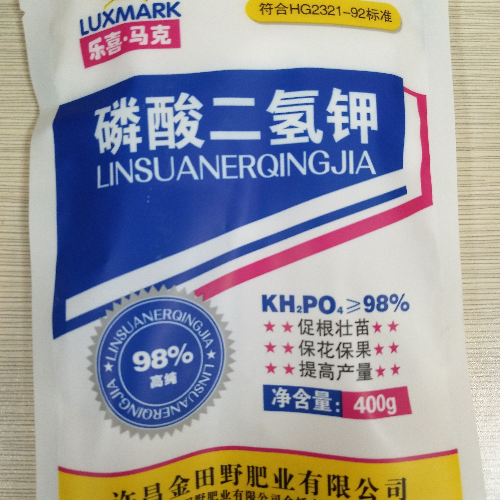 LUXMARK
乐喜·马克
符合HG2321-92标准
磷酸二氢钾
LINSUANERQINGJIA
KH₂PO₄≥98%
★★促根壮苗★★
★★保花保果★★
★★提高产量★★
净含量: 400g
LINSUANERQINGJIA
98%
高纯
LINSUANERQINGJIA
许昌金田野肥业有限公司